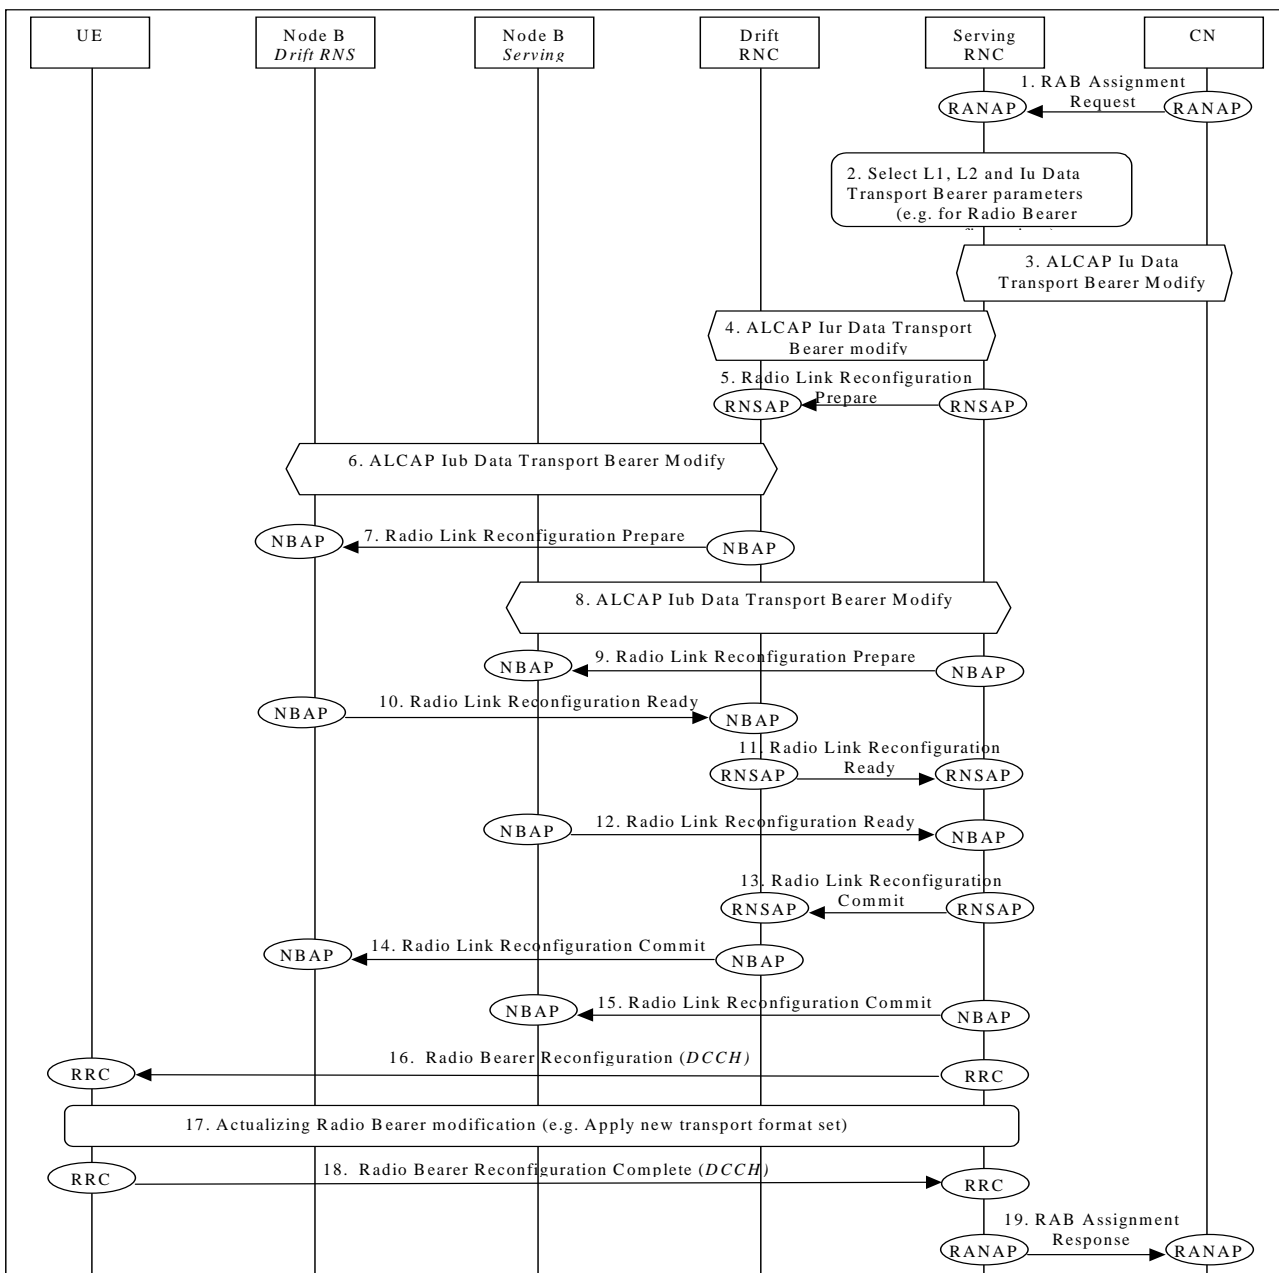 UE
Node B
Drift RNS
Node B
Serving
Drift
RNC
Serving
RNC
CN
1. RAB Assignment
Request
RANAP
RANAP
2. Select L1, L2 and Iu Data
Transport Bearer parameters
(e.g. for Radio Bearer
3. ALCAP Iu Data
Transport Bearer Modify
4. ALCAP Iur Data Transport
Bearer modify
5. Radio Link Reconfiguration
Prepare
RNSAP
RNSAP
6. ALCAP Iub Data Transport Bearer Modify
7. Radio Link Reconfiguration Prepare
NBAP
NBAP
8. ALCAP Iub Data Transport Bearer Modify
9. Radio Link Reconfiguration Prepare
NBAP
NBAP
10. Radio Link Reconfiguration Ready
NBAP
NBAP
11. Radio Link Reconfiguration
Ready
RNSAP
RNSAP
12. Radio Link Reconfiguration Ready
NBAP
NBAP
13. Radio Link Reconfiguration
Commit
RNSAP
RNSAP
14. Radio Link Reconfiguration Commit
NBAP
NBAP
15. Radio Link Reconfiguration Commit
NBAP
NBAP
16. Radio Bearer Reconfiguration (DCCH)
RRC
RRC
17. Actualizing Radio Bearer modification (e.g. Apply new transport format set)
18. Radio Bearer Reconfiguration Complete (DCCH)
RRC
RRC
19. RAB Assignment
Response
RANAP
RANAP